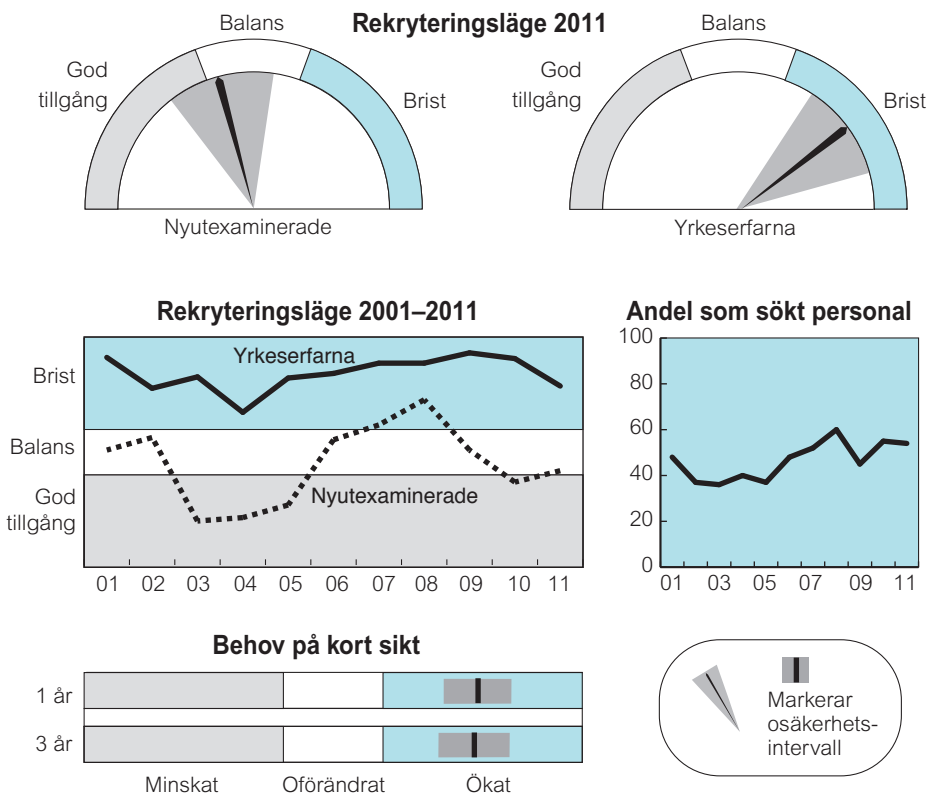 Rekryteringsläge 2011
Balans
God
tillgång
Brist
Nyutexaminerade
Balans
God
tillgång
Brist
Yrkeserfarna
Rekryteringsläge 2001–2011
Brist
Balans
God
tillgång
Yrkeserfarna
Nyutexaminerade
01 02 03 04 05 06 07 08 09 10 11
Andel som sökt personal
100
80
60
40
20
0
01 03 05 07 09 11
Behov på kort sikt
1 år
3 år
Minskat Oförändrat Ökat
Markerar
osäkerhets-
intervall